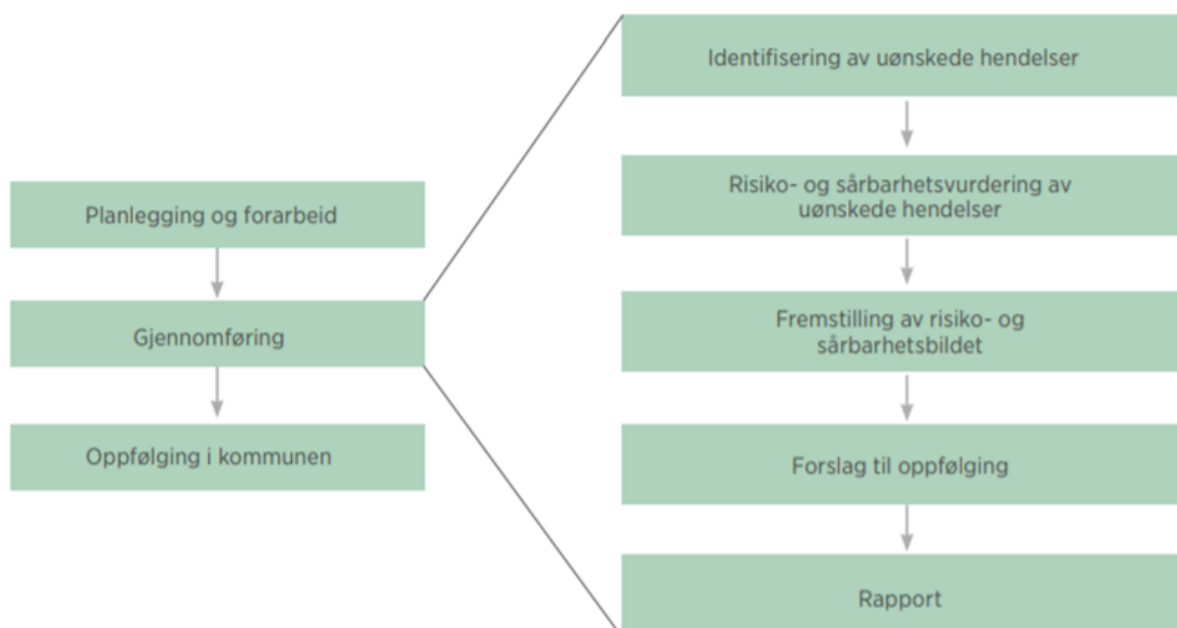 Planlegging og forarbeid
Gjennomføring
Oppfølging i kommunen
Identifisering av uønskede hendelser
Risiko- og sårbarhetsvurdering av
uønskede hendelser
Fremstilling av risiko- og
sårbarhetsbildet
Forslag til oppfølging
Rapport